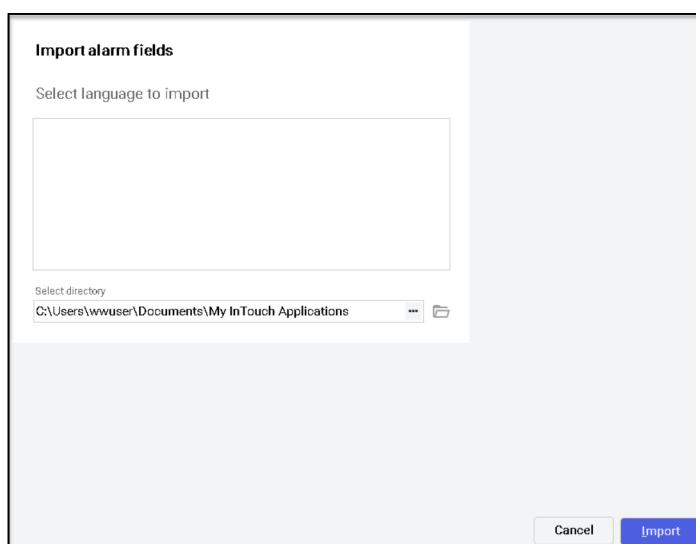 Import alarm fields
Select language to import
Select directory
C:\Users\wwuser\Documents\My InTouch Applications
Cancel
Import